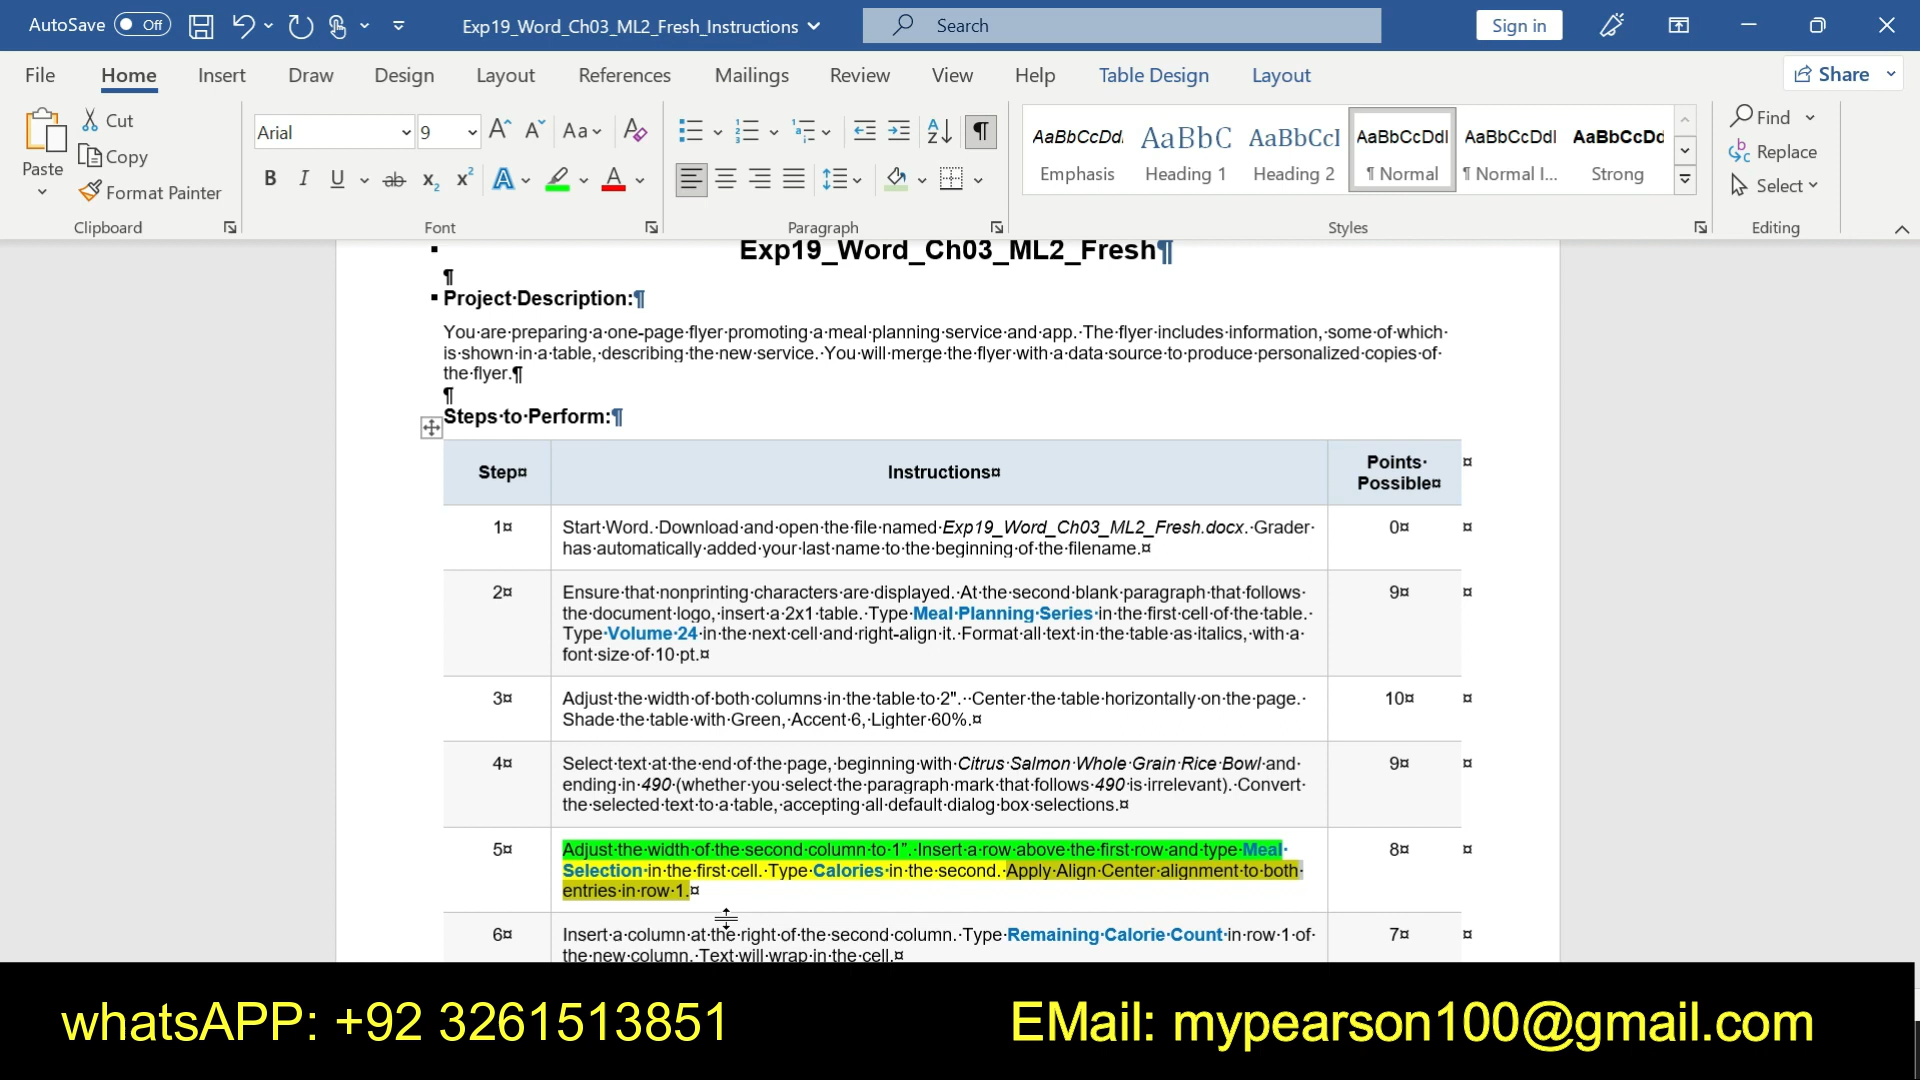 AutoSave Off
Exp19_Word_Ch03_ML2_Fresh_Instructions
Search
Sign in
File Home Insert Draw Design Layout References Mailings Review View Help Table Design Layout
Share
Paste
Cut
Copy
Format Painter
Clipboard
Arial 9
Font
Paragraph
AaBbCcDd AaBbC AaBbCcI AaBbCcDdI AaBbCcDdI AaBbCcDd
Emphasis Heading 1 Heading 2 ¶ Normal ¶ Normal I... Strong
Styles
Find
Replace
Select
Editing
Exp19_Word_Ch03_ML2_Fresh¶
¶
Project·Description:¶
You·are·preparing·a·one-page·flyer·promoting·a·meal·planning·service·and·app.·The·flyer·includes·information,·some·of·which·
is·shown·in·a·table,·describing·the·new·service.·You·will·merge·the·flyer·with·a·data·source·to·produce·personalized·copies·of·
the·flyer.¶
¶
Steps·to·Perform:¶
Step¤ Instructions¤ Points·
Possible¤ ¤
1¤ Start·Word.·Download·and·open·the·file·named·Exp19_Word_Ch03_ML2_Fresh.docx.·Grader· 0¤ ¤
has·automatically·added·your·last·name·to·the·beginning·of·the·filename.¤
2¤ Ensure·that·nonprinting·characters·are·displayed.·At·the·second·blank·paragraph·that·follows· 9¤ ¤
the·document·logo,·insert·a·2x1·table.·Type·Meal·Planning·Series·in·the·first·cell·of·the·table.·
Type·Volume·24·in·the·next·cell·and·right-align·it.·Format·all·text·in·the·table·as·italics,·with·a·
font·size·of·10·pt.¤
3¤ Adjust·the·width·of·both·columns·in·the·table·to·2".··Center·the·table·horizontally·on·the·page.· 10¤ ¤
Shade·the·table·with·Green,·Accent·6,·Lighter·60%.¤
4¤ Select·text·at·the·end·of·the·page,·beginning·with·Citrus·Salmon·Whole·Grain·Rice·Bowl·and· 9¤ ¤
ending·in·490·(whether·you·select·the·paragraph·mark·that·follows·490·is·irrelevant).·Convert·
the·selected·text·to·a·table,·accepting·all·default·dialog·box·selections.¤
5¤ Adjust·the·width·of·the·second·column·to·1”.·Insert·a·row·above·the·first·row·and·type·Meal· 8¤ ¤
Selection·in·the·first·cell.·Type·Calories·in·the·second.·Apply·Align·Center·alignment·to·both·
entries·in·row·1.¤
6¤ Insert·a·column·at·the·right·of·the·second·column.·Type·Remaining·Calorie·Count·in·row·1·of· 7¤ ¤
the·new·column.·Text·will·wrap·in·the·cell.¤
whatsAPP: +92 3261513851 EMail: mypearson100@gmail.com